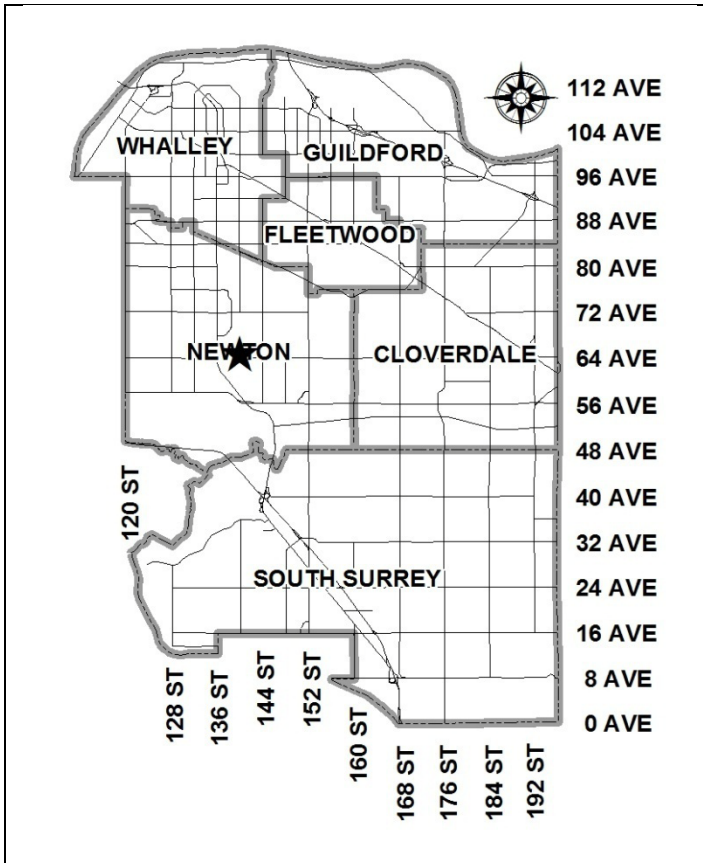 112 AVE
104 AVE
WHALLEY
GUILDFORD
96 AVE
88 AVE
FLEETWOOD
80 AVE
72 AVE
NEWTON
CLOVERDALE
64 AVE
56 AVE
48 AVE
120 ST
40 AVE
32 AVE
SOUTH SURREY
24 AVE
16 AVE
128 ST
136 ST
144 ST
152 ST
8 AVE
160 ST
0 AVE
168 ST
176 ST
184 ST
192 ST